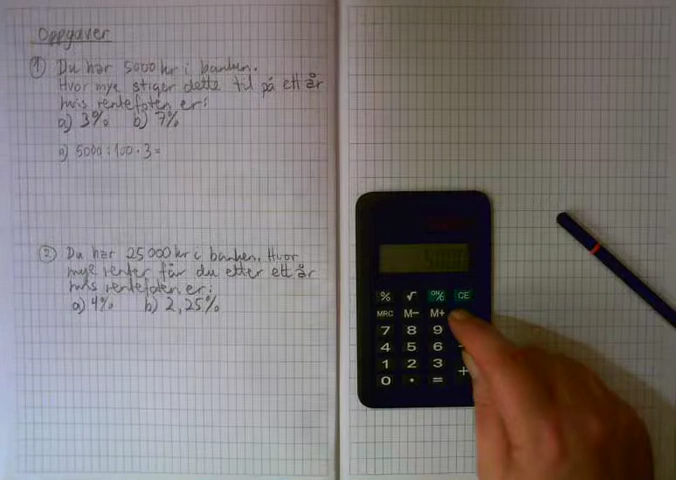 Oppgaver
① Du har 5000 kr i banken.
Hvor mye stiger dette til på ett år
hvis rentefoten er:
a) 3% b) 7%
a) 5000 : 100 · 3 =
② Du har 25 000 kr i banken. Hvor
mye renter får du etter ett år
hvis rentefoten er:
a) 4% b) 2,25%
% √ CE
MRC M− M+
7 8 9
4 5 6
1 2 3 +
0 · =